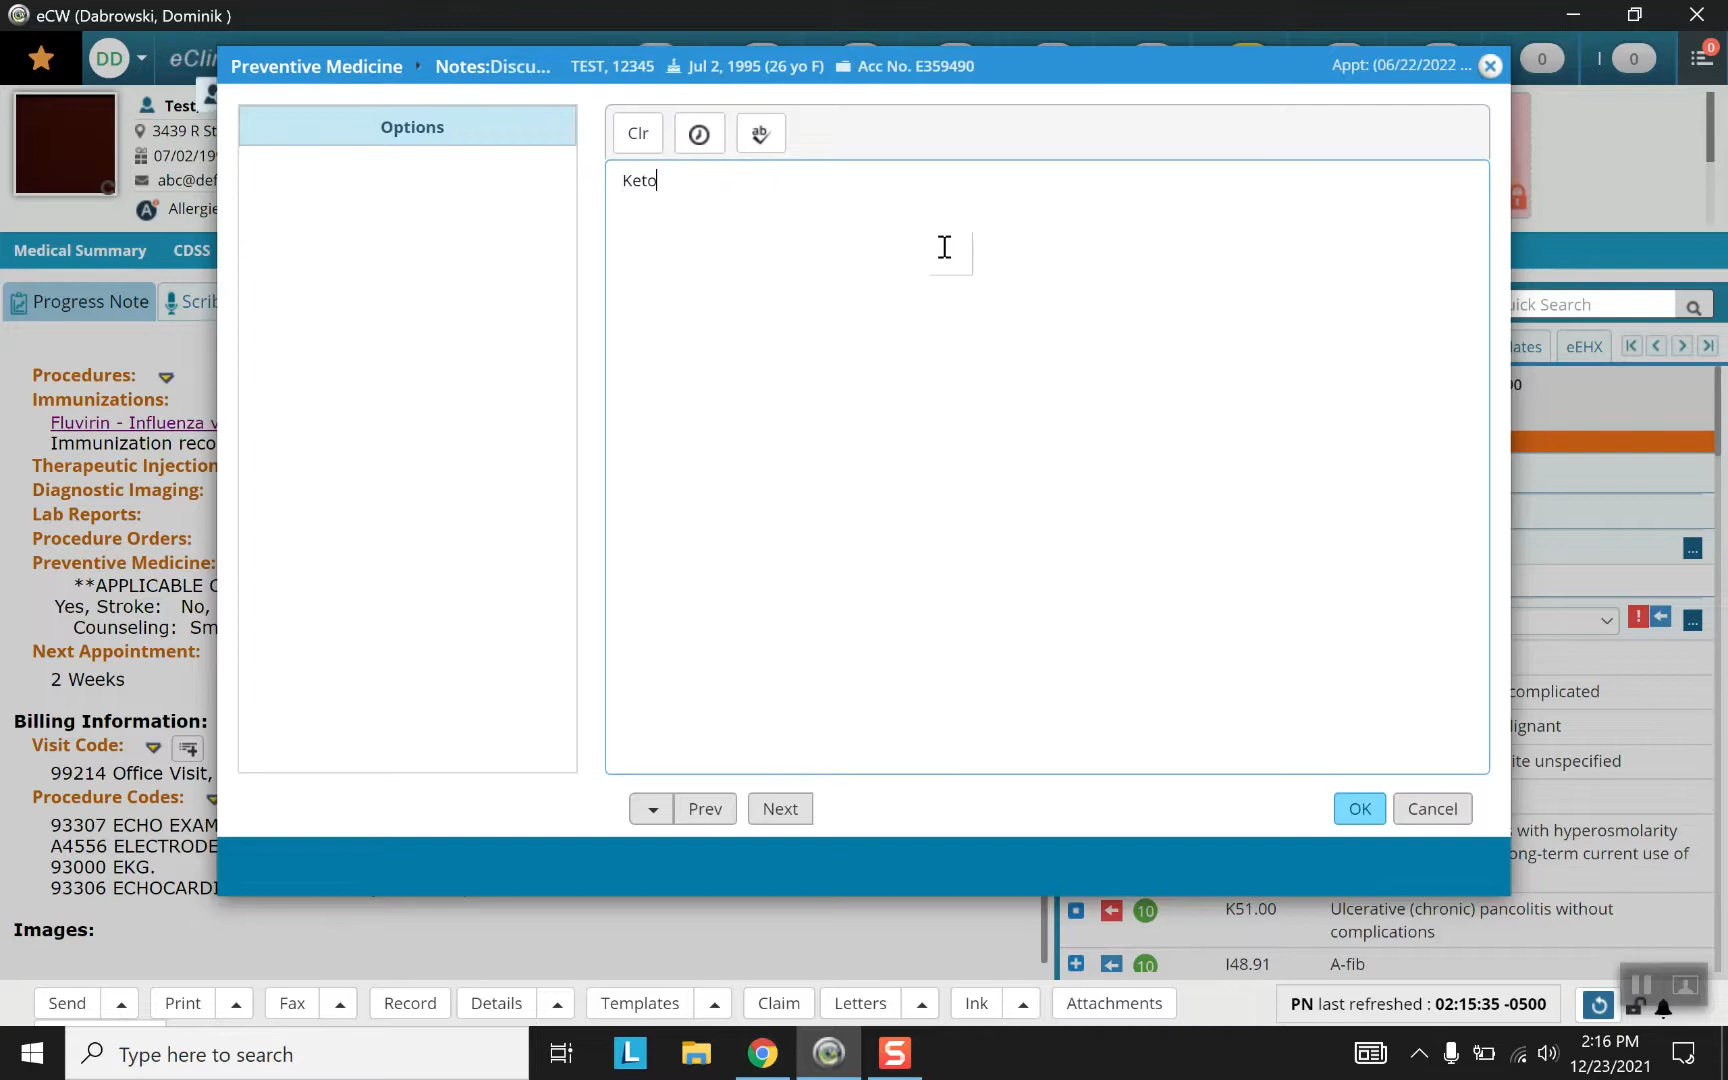 eCW (Dabrowski, Dominik )
DD
eCli
0
I
0
0
Preventive Medicine
Notes:Discu...
TEST, 12345
Jul 2, 1995 (26 yo F)
Acc No. E359490
Appt: (06/22/2022 ...
Test,
3439 R St
07/02/19
abc@def
Allergie
Options
Clr
Keto
Medical Summary
CDSS
Progress Note
Scrib
uick Search
lates
eEHX
Procedures:
Immunizations:
Fluvirin - Influenza v
Immunization reco
Therapeutic Injection
Diagnostic Imaging:
Lab Reports:
Procedure Orders:
Preventive Medicine:
**APPLICABLE C
Yes, Stroke: No,
Counseling: Sm
Next Appointment:
2 Weeks
Billing Information:
Visit Code:
99214 Office Visit,
Procedure Codes:
93307 ECHO EXAM
A4556 ELECTRODE
93000 EKG.
93306 ECHOCARDI
Images:
Prev
Next
OK
Cancel
complicated
lignant
ite unspecified
s with hyperosmolarity
ong-term current use of
10
K51.00
Ulcerative (chronic) pancolitis without
complications
10
I48.91
A-fib
Send
Print
Fax
Record
Details
Templates
Claim
Letters
Ink
Attachments
PN last refreshed : 02:15:35 -0500
Type here to search
L
S
2:16 PM
12/23/2021